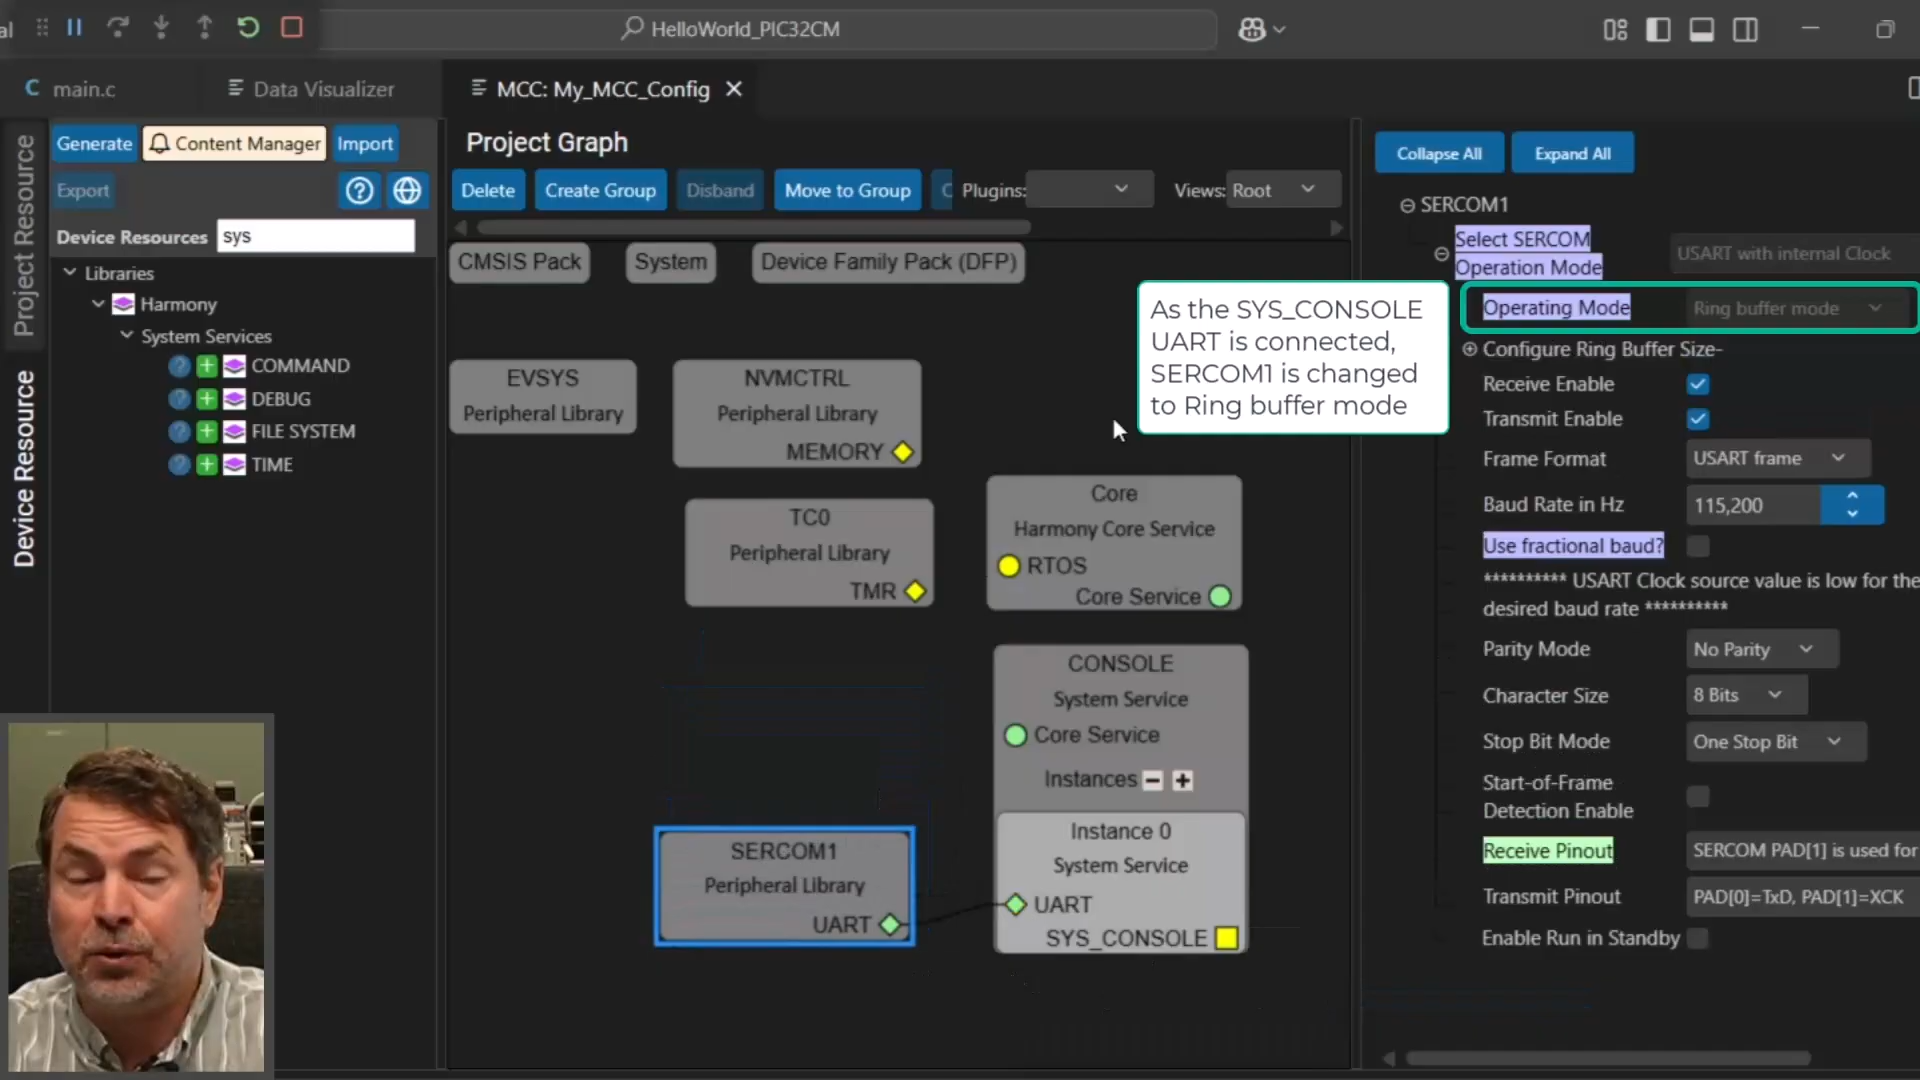 al
HelloWorld_PIC32CM
main.c
Data Visualizer
MCC: My_MCC_Config
Project Resource
Device Resource
Generate
Content Manager
Import
Export
Device Resources
sys
Libraries
Harmony
System Services
COMMAND
DEBUG
FILE SYSTEM
TIME
Project Graph
Delete
Create Group
Disband
Move to Group
Plugins:
Views:
Root
CMSIS Pack
System
Device Family Pack (DFP)
EVSYS
Peripheral Library
NVMCTRL
Peripheral Library
MEMORY
TC0
Peripheral Library
TMR
Core
Harmony Core Service
RTOS
Core Service
CONSOLE
System Service
Core Service
Instances
Instance 0
System Service
UART
SYS_CONSOLE
SERCOM1
Peripheral Library
UART
As the SYS_CONSOLE
UART is connected,
SERCOM1 is changed
to Ring buffer mode
Collapse All
Expand All
SERCOM1
Select SERCOM
Operation Mode
USART with internal Clock
Operating Mode
Ring buffer mode
Configure Ring Buffer Size-
Receive Enable
Transmit Enable
Frame Format
USART frame
Baud Rate in Hz
115,200
Use fractional baud?
********** USART Clock source value is low for the
desired baud rate **********
Parity Mode
No Parity
Character Size
8 Bits
Stop Bit Mode
One Stop Bit
Start-of-Frame
Detection Enable
Receive Pinout
SERCOM PAD[1] is used for
Transmit Pinout
PAD[0]=TxD, PAD[1]=XCK
Enable Run in Standby